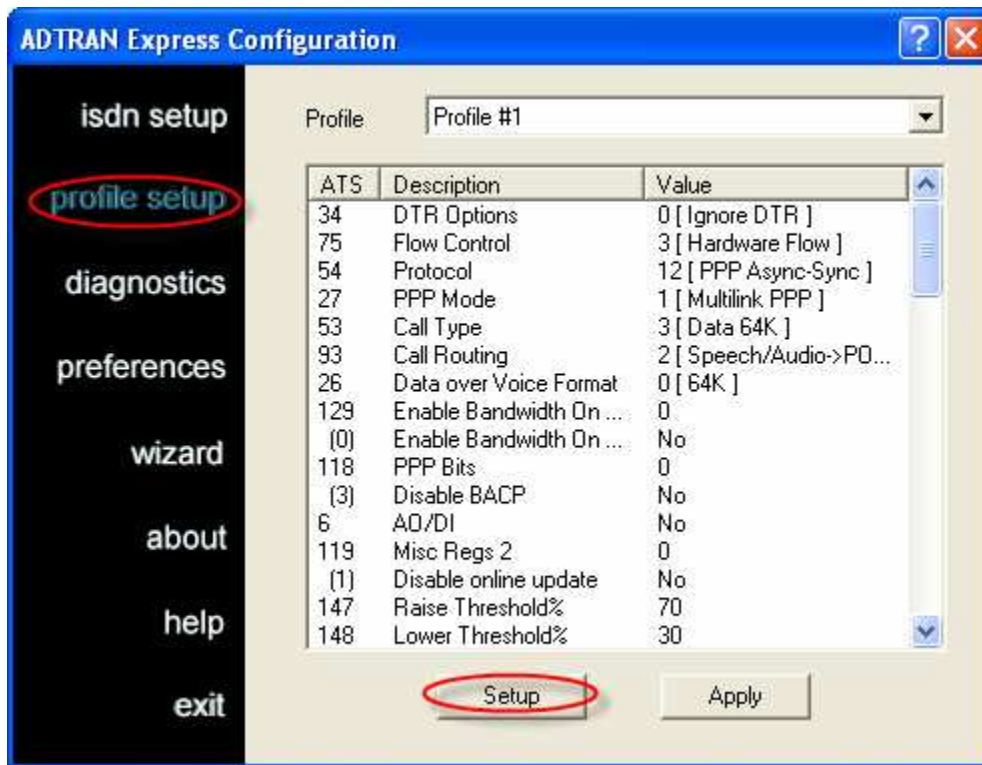 ADTRAN Express Configuration
isdn setup
profile setup
diagnostics
preferences
wizard
about
help
exit
Profile Profile #1
ATS Description Value
34 DTR Options 0 [ Ignore DTR ]
75 Flow Control 3 [ Hardware Flow ]
54 Protocol 12 [ PPP Async-Sync ]
27 PPP Mode 1 [ Multilink PPP ]
53 Call Type 3 [ Data 64K ]
93 Call Routing 2 [ Speech/Audio->PO...
26 Data over Voice Format 0 [ 64K ]
129 Enable Bandwidth On ... 0
(0) Enable Bandwidth On ... No
118 PPP Bits 0
(3) Disable BACP No
6 AO/DI No
119 Misc Regs 2 0
(1) Disable online update No
147 Raise Threshold% 70
148 Lower Threshold% 30
Setup Apply